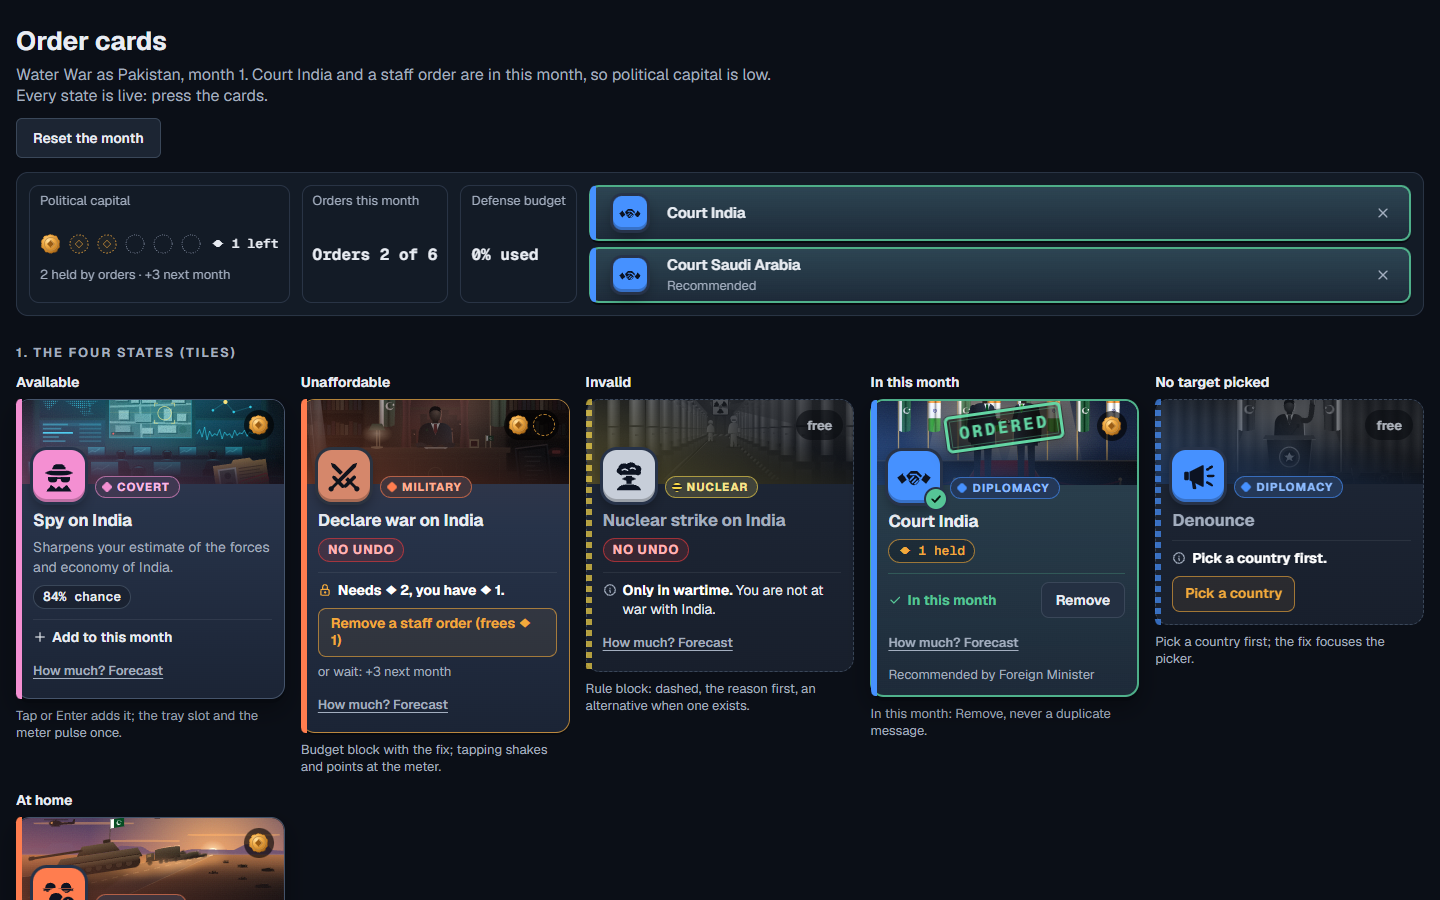 Order cards
Water War as Pakistan, month 1. Court India and a staff order are in this month, so political capital is low.
Every state is live: press the cards.
Reset the month
Political capital
1 left
2 held by orders · +3 next month
Orders this month
Orders 2 of 6
Defense budget
0% used
Court India
Court Saudi Arabia
Recommended
1. THE FOUR STATES (TILES)
Available
COVERT
Spy on India
Sharpens your estimate of the forces
and economy of India.
84% chance
Add to this month
How much? Forecast
Tap or Enter adds it; the tray slot and the
meter pulse once.
Unaffordable
MILITARY
Declare war on India
NO UNDO
Needs ◆ 2, you have ◆ 1.
Remove a staff order (frees ◆
1)
or wait: +3 next month
How much? Forecast
Budget block with the fix; tapping shakes
and points at the meter.
Invalid
free
NUCLEAR
Nuclear strike on India
NO UNDO
Only in wartime. You are not at
war with India.
How much? Forecast
Rule block: dashed, the reason first, an
alternative when one exists.
In this month
ORDERED
DIPLOMACY
Court India
1 held
In this month
Remove
How much? Forecast
Recommended by Foreign Minister
In this month: Remove, never a duplicate
message.
No target picked
free
DIPLOMACY
Denounce
Pick a country first.
Pick a country
Pick a country first; the fix focuses the
picker.
At home